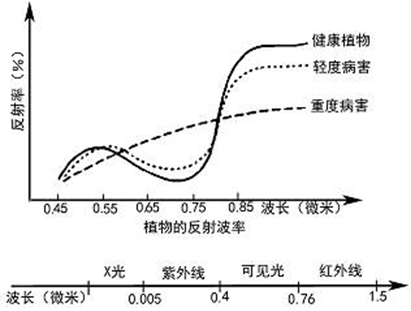 反射率(%)
健康植物
轻度病害
重度病害
0.45 0.55 0.65 0.75 0.85 波长(微米)
植物的反射波率
X光 紫外线 可见光 红外线
波长(微米) 0.005 0.4 0.76 1.5